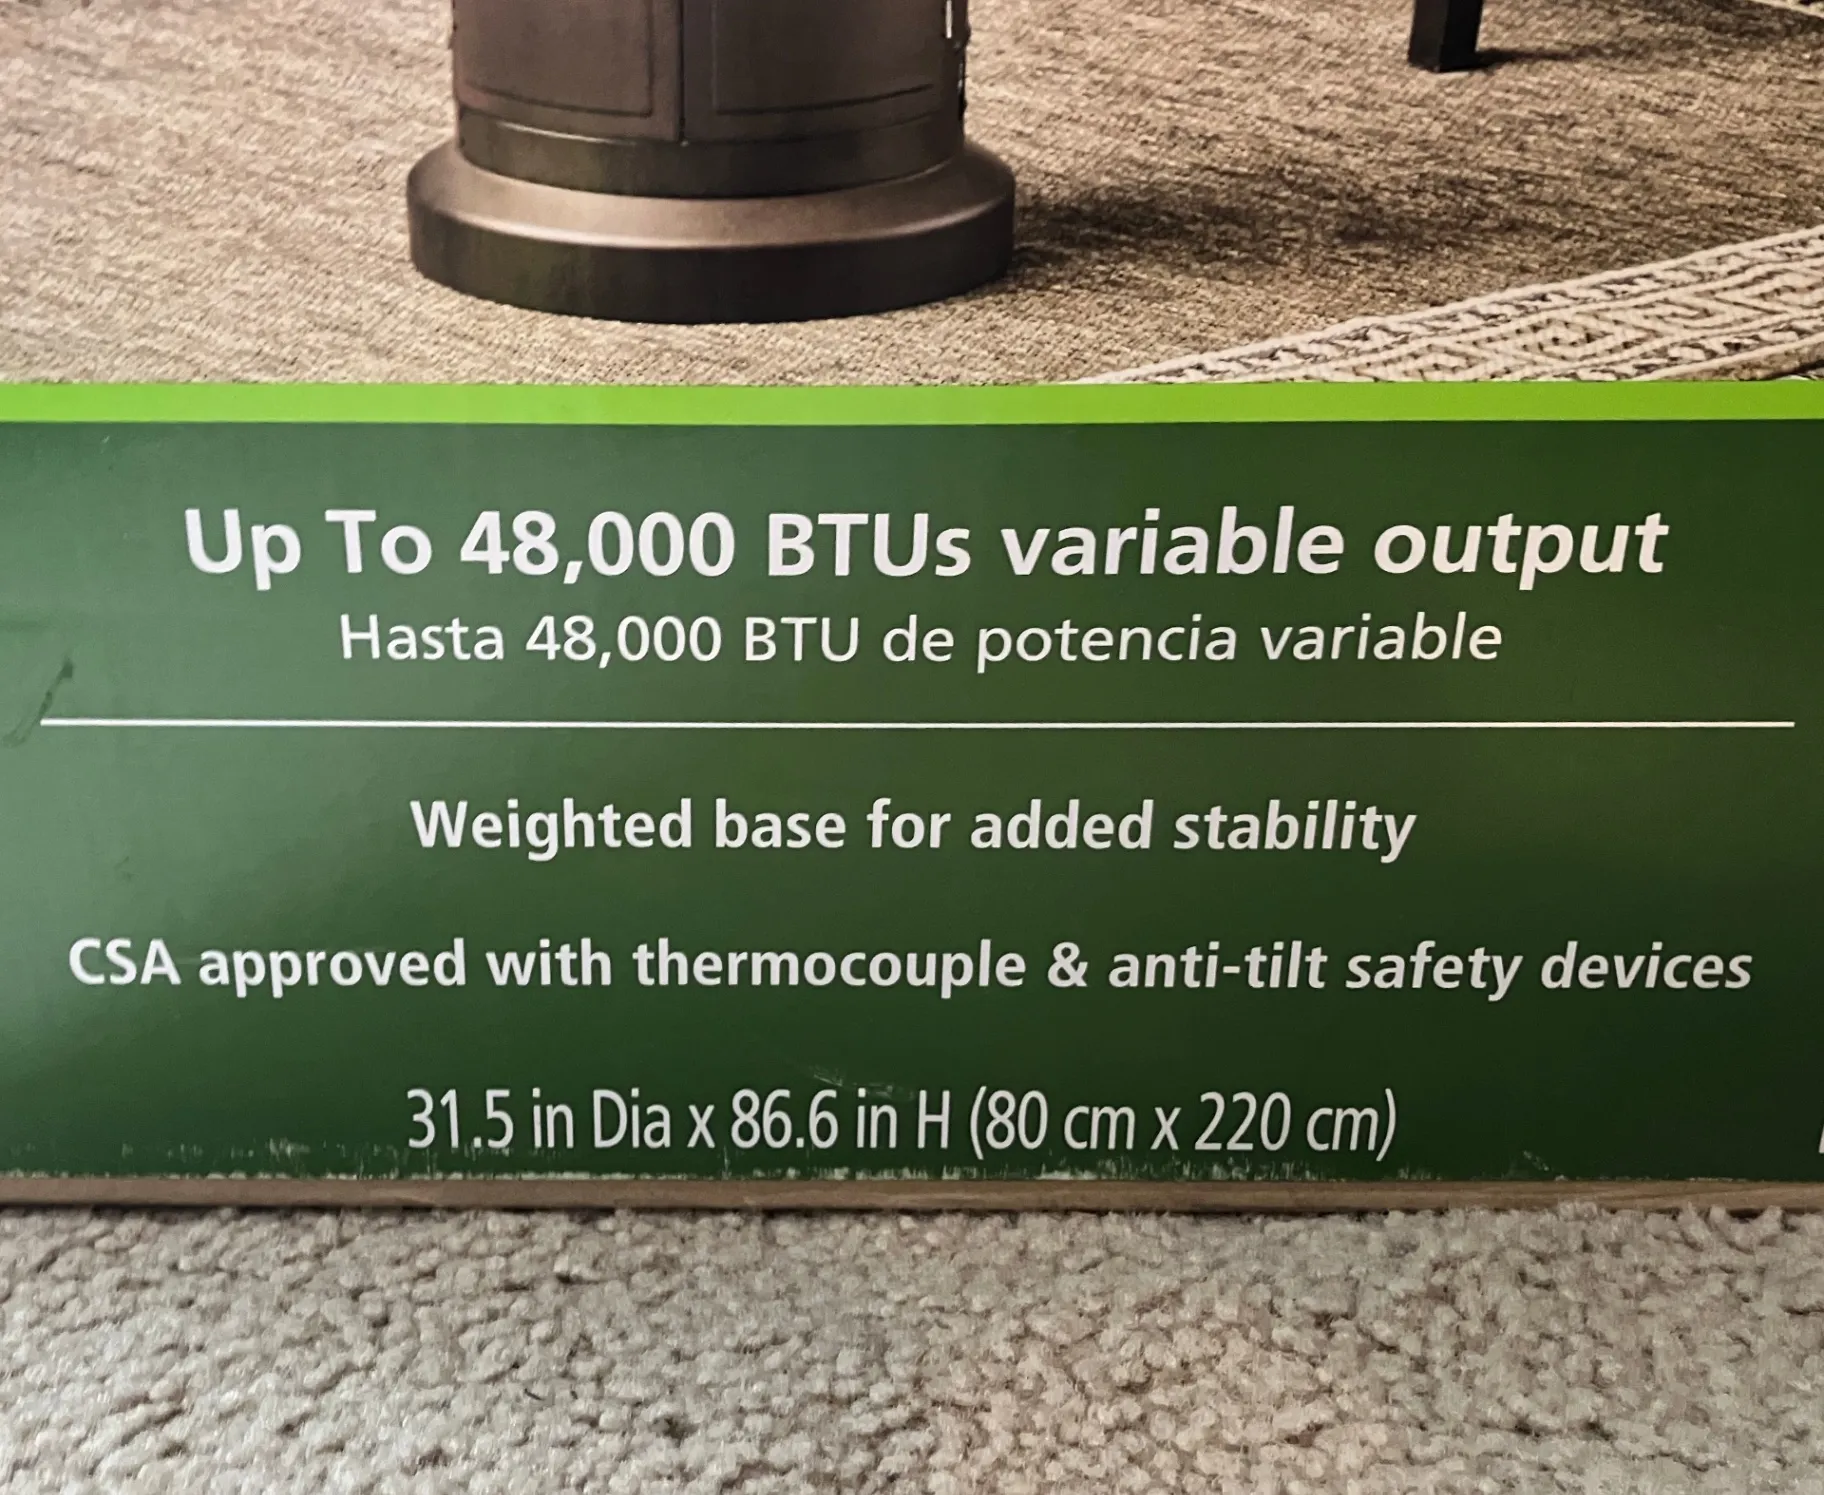 Up To 48,000 BTUs variable output
Hasta 48,000 BTU de potencia variable
Weighted base for added stability
CSA approved with thermocouple & anti-tilt safety devices
31.5 in Dia x 86.6 in H (80 cm x 220 cm)